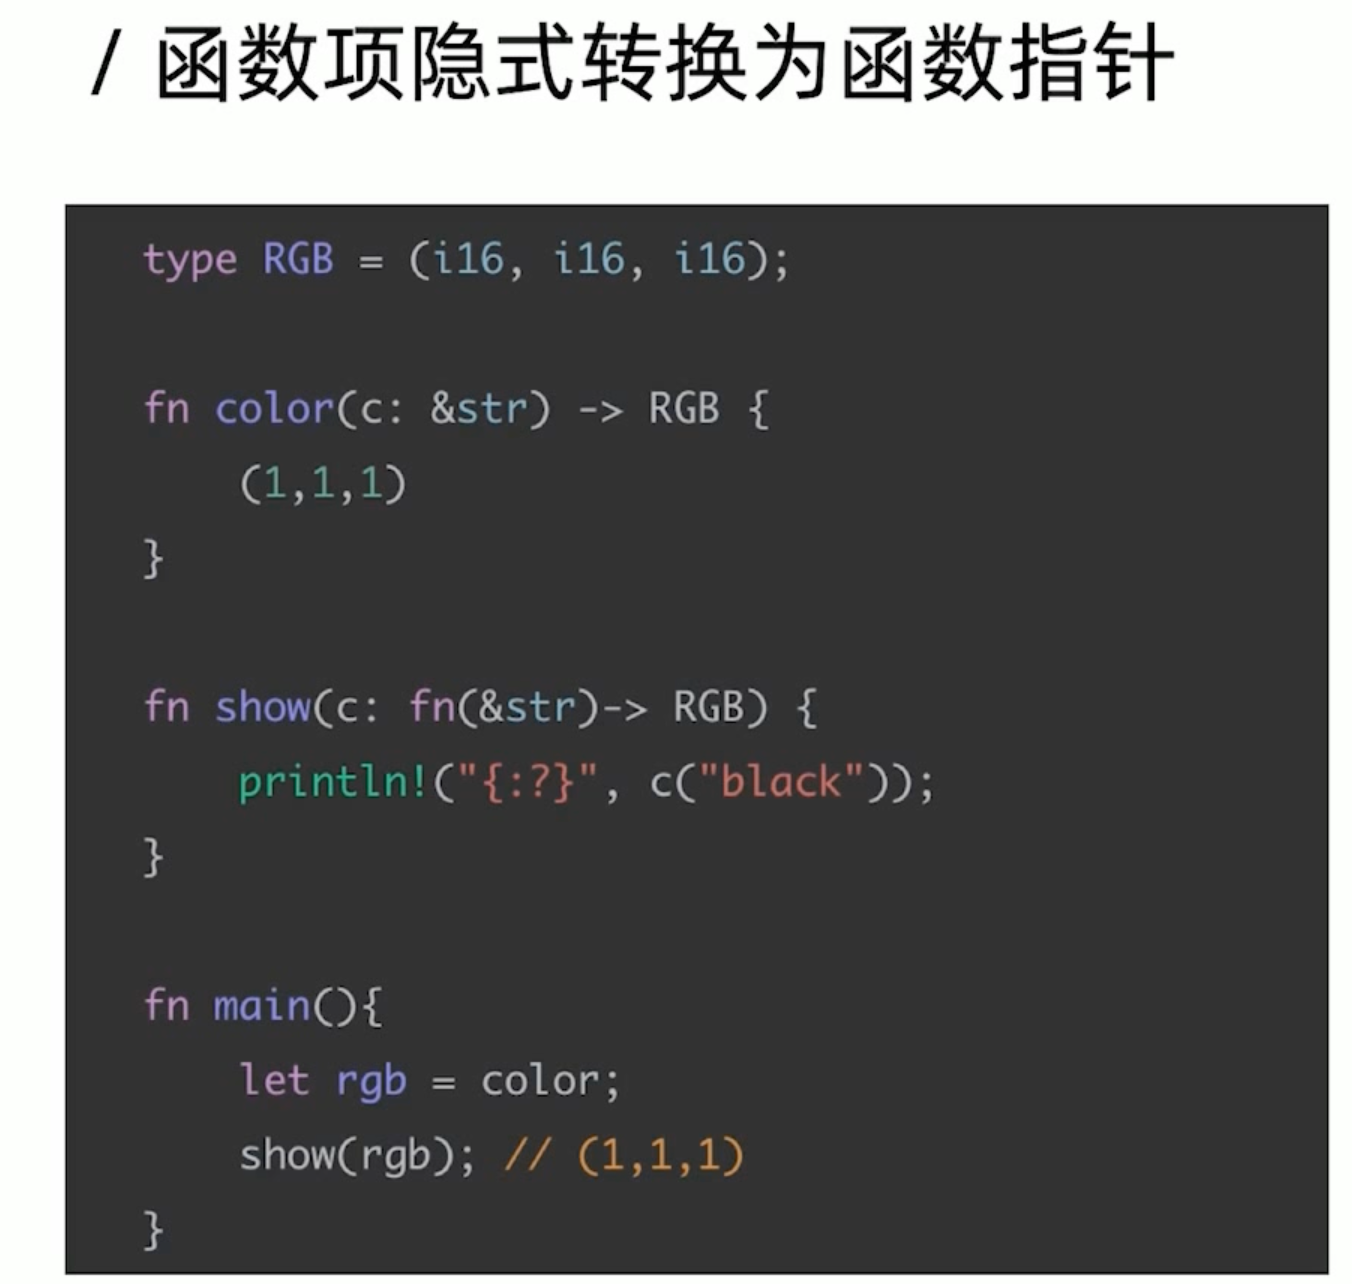 / 函数项隐式转换为函数指针
type RGB = (i16, i16, i16);
fn color(c: &str) -> RGB {
    (1,1,1)
}
fn show(c: fn(&str)-> RGB) {
    println!("{:?}", c("black"));
}
fn main(){
    let rgb = color;
    show(rgb); // (1,1,1)
}